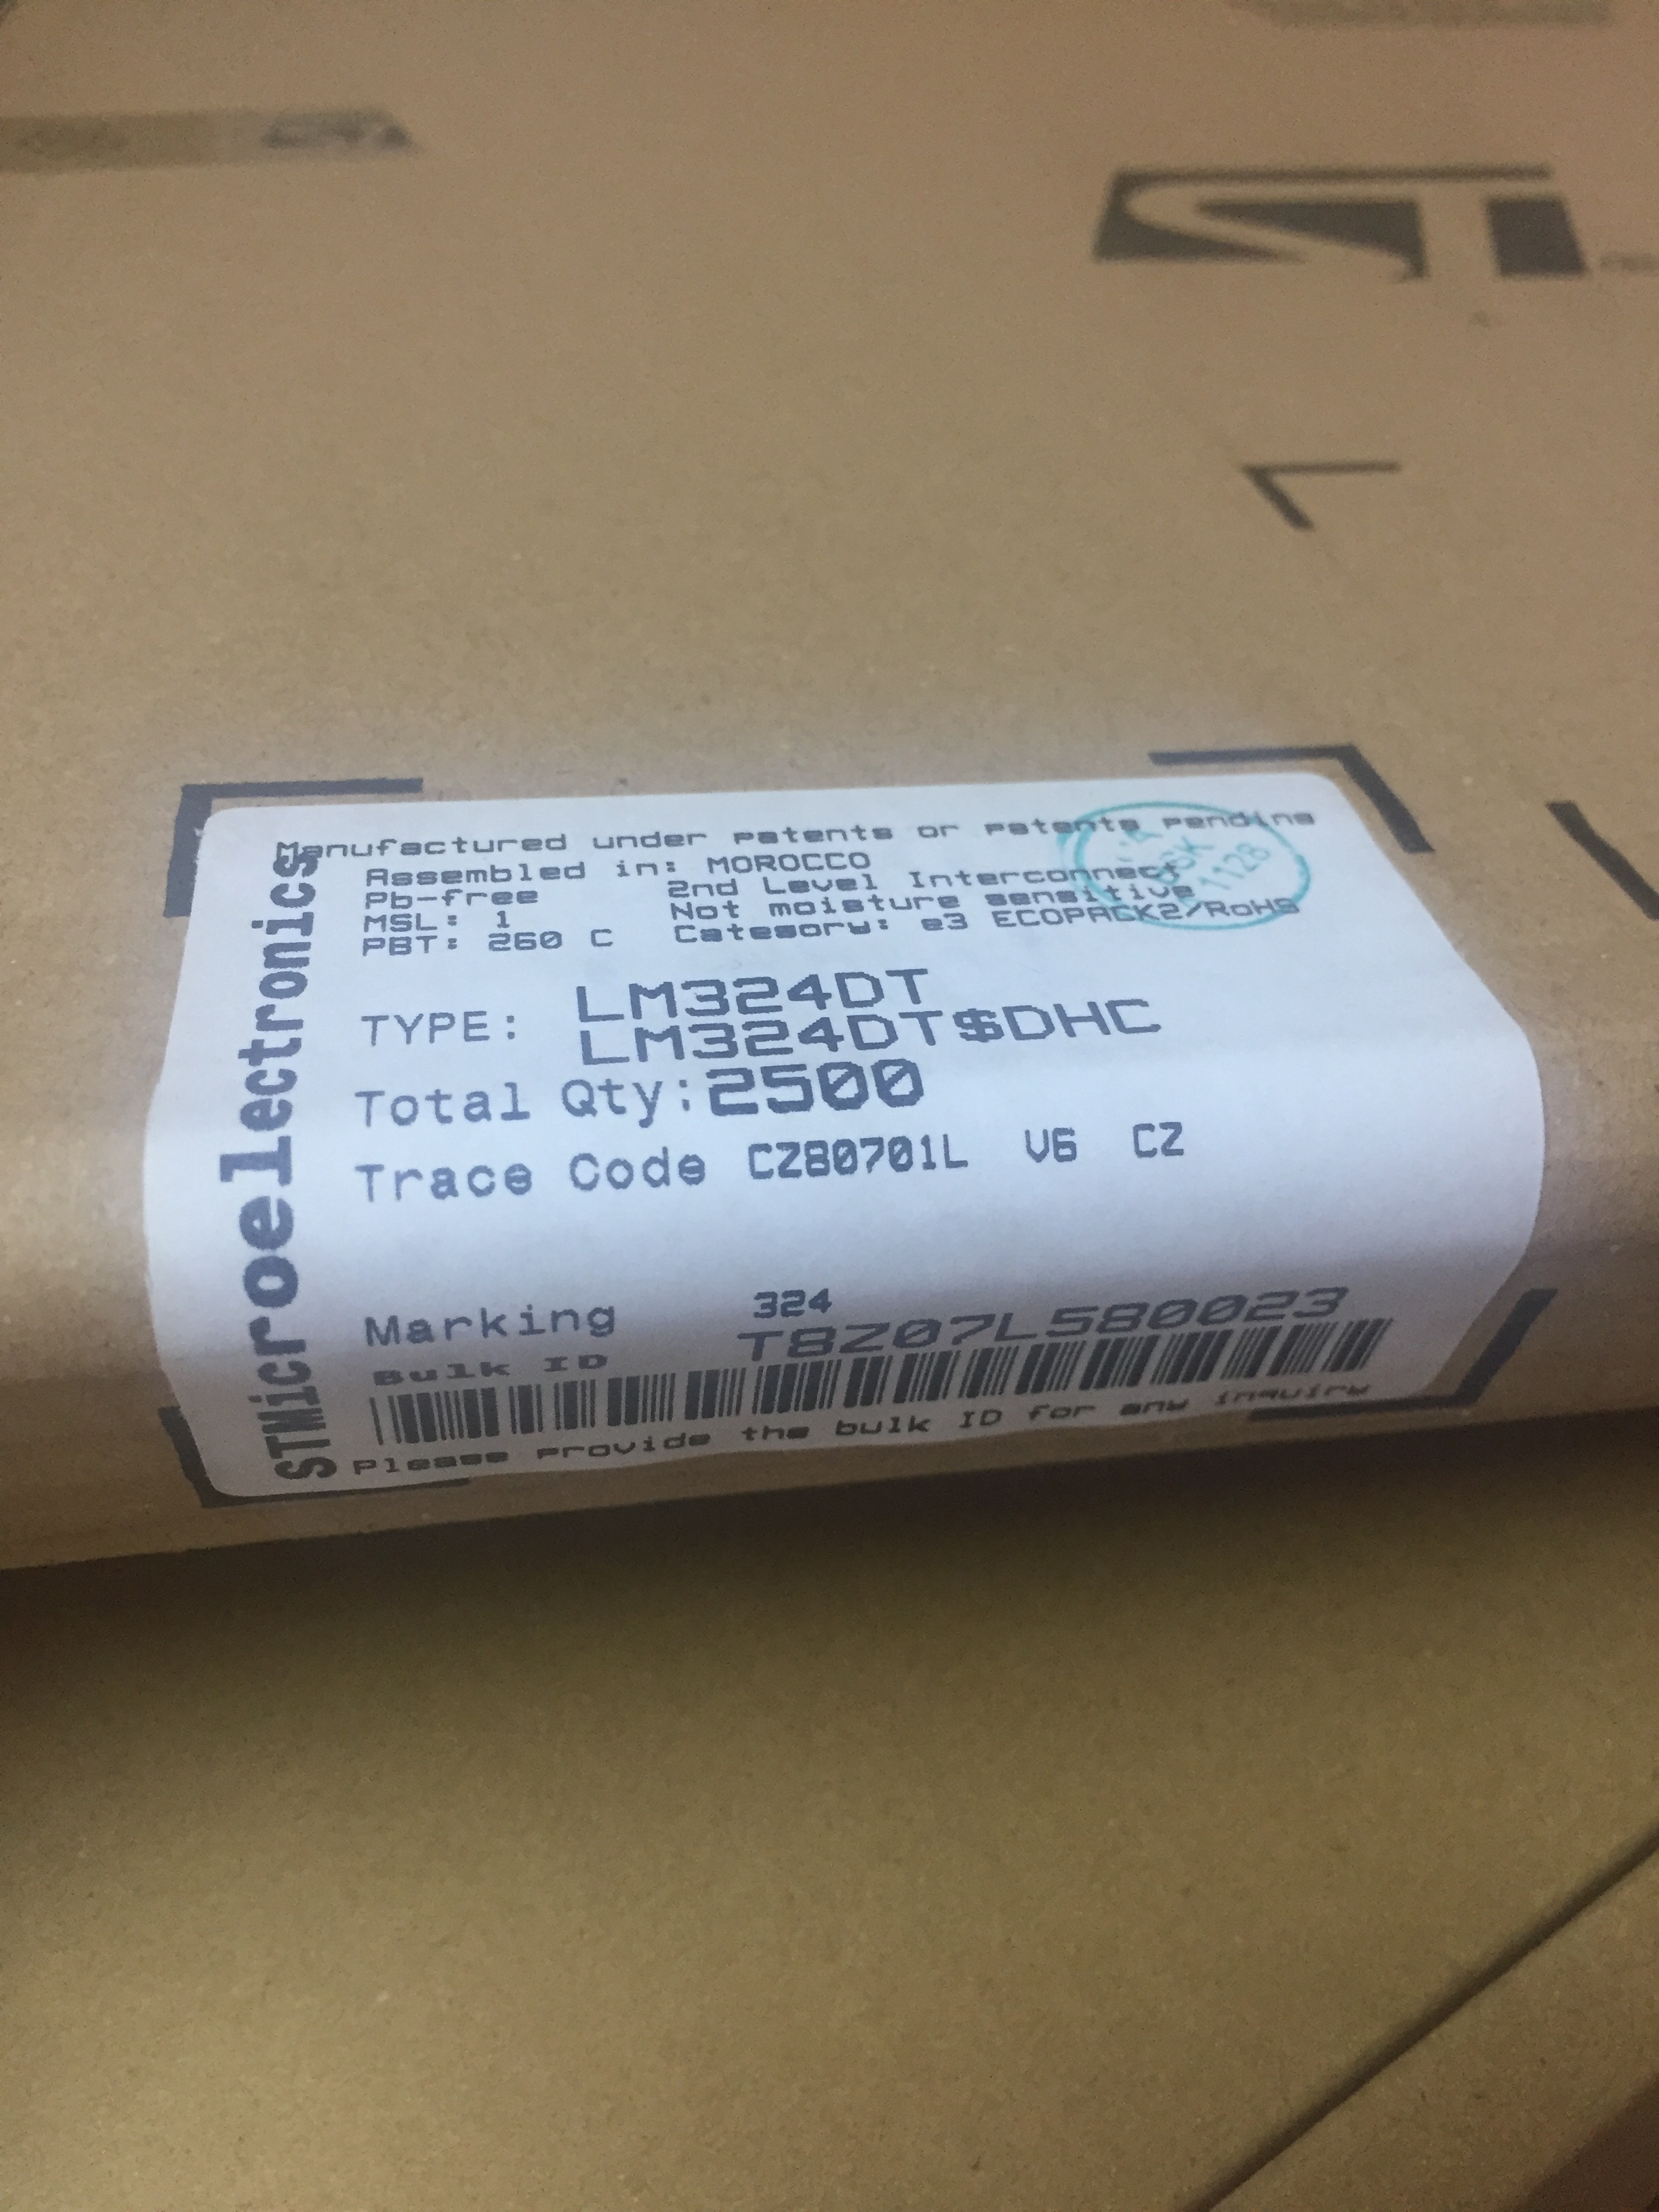 ST
STMicroelectronics
Manufactured under patents or patents pending
Assembled in: MOROCCO
Pb-free 2nd Level Interconnect
MSL: 1 Not moisture sensitive
PBT: 260 C Category: e3 ECOPACK2/RoHS
TYPE: LM324DT
LM324DT$DHC
Total Qty: 2500
Trace Code CZ80701L V6 CZ
Marking 324
Bulk ID T8Z07L580023
Please provide the bulk ID for any inquiry
1128